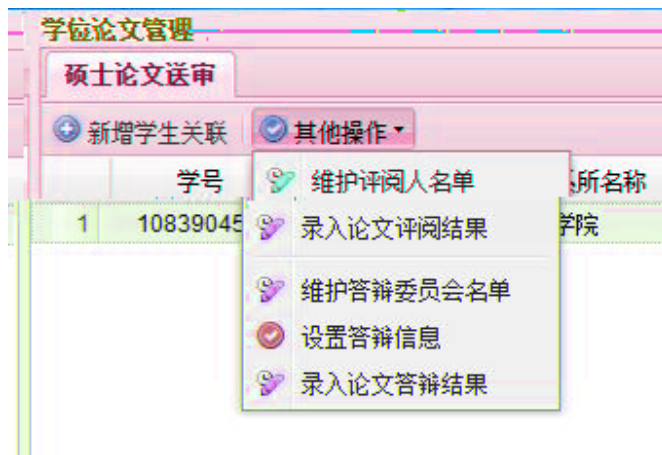 学位论文管理
硕士论文送审
新增学生关联 其他操作
学号 所名称
维护评阅人名单
1 10839045 学院
录入论文评阅结果
维护答辩委员会名单
设置答辩信息
录入论文答辩结果